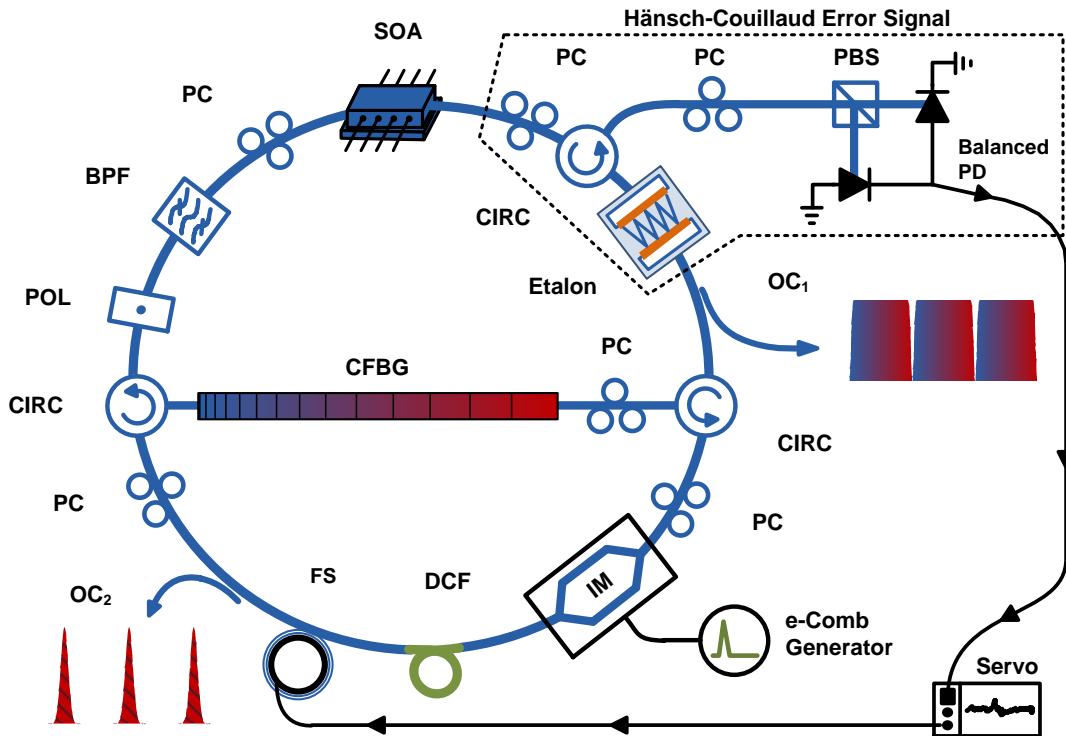 Hänsch-Couillaud Error Signal
SOA
PC
PC
PBS
PC
BPF
Balanced
PD
CIRC
Etalon
OC₁
POL
PC
CFBG
CIRC
CIRC
PC
PC
FS
DCF
IM
OC₂
e-Comb
Generator
Servo